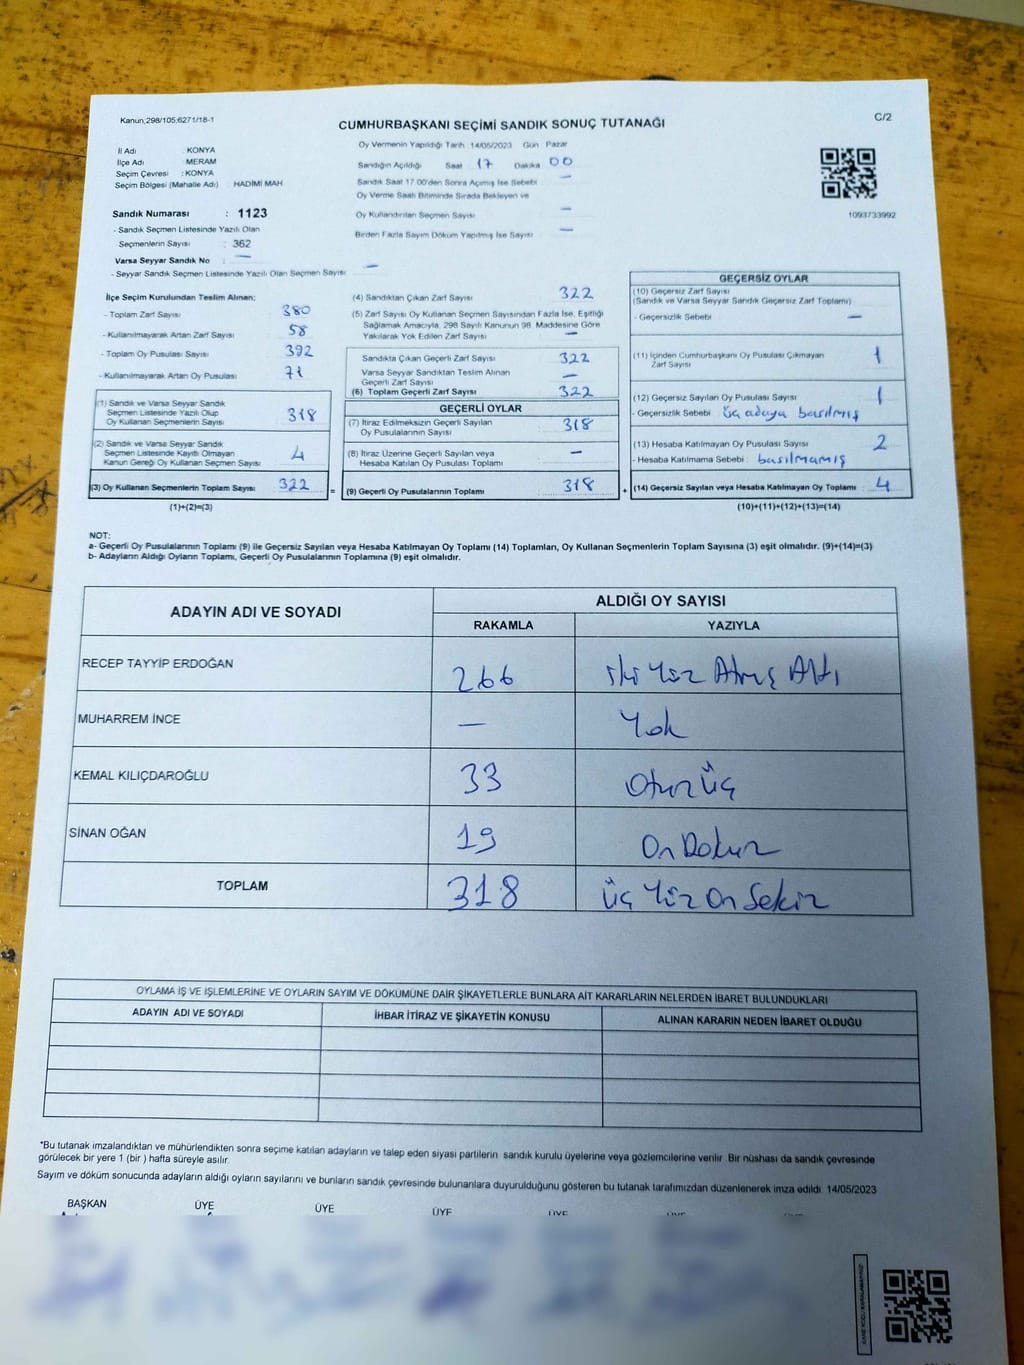 Kanun;298/105;6271/18-1
C/2
CUMHURBAŞKANI SEÇİMİ SANDIK SONUÇ TUTANAĞI
İl Adı KONYA
İlçe Adı MERAM
Seçim Çevresi : KONYA
Seçim Bölgesi (Mahalle Adı) HADİMİ MAH
Oy Vermenin Yapıldığı Tarih 14/05/2023 Gün Pazar
Sandığın Açıldığı Saat 17 Dakika 00
Sandık Saat 17.00'den Sonra Açımış İse Sebebi —
Oy Verme Saati Bitiminde Sırada Bekleyen ve
Oy Kullandırılan Seçmen Sayısı —
Birden Fazla Sayım Döküm Yapılmış İse Sayısı —
1093733992
Sandık Numarası : 1123
- Sandık Seçmen Listesinde Yazılı Olan
Seçmenlerin Sayısı : 362
Varsa Seyyar Sandık No : —
- Seyyar Sandık Seçmen Listesinde Yazılı Olan Seçmen Sayısı —
İlçe Seçim Kurulundan Teslim Alınan;
- Toplam Zarf Sayısı 380
- Kullanılmayarak Artan Zarf Sayısı 58
- Toplam Oy Pusulası Sayısı 392
- Kullanılmayarak Artan Oy Pusulası 71
(1) Sandık ve Varsa Seyyar Sandık
Seçmen Listesinde Yazılı Olup
Oy Kullanan Seçmenlerin Sayısı 318
(2) Sandık ve Varsa Seyyar Sandık
Seçmen Listesinde Kayıtlı Olmayan
Kanun Gereği Oy Kullanan Seçmen Sayısı 4
(3) Oy Kullanan Seçmenlerin Toplam Sayısı 322 =
(1)+(2)=(3)
(4) Sandıktan Çıkan Zarf Sayısı 322
(5) Zarf Sayısı Oy Kullanan Seçmen Sayısından Fazla İse, Eşitliği
Sağlamak Amacıyla, 298 Sayılı Kanunun 98. Maddesine Göre
Yakılarak Yok Edilen Zarf Sayısı —
Sandıkta Çıkan Geçerli Zarf Sayısı 322
Varsa Seyyar Sandıktan Teslim Alınan
Geçerli Zarf Sayısı —
(6) Toplam Geçerli Zarf Sayısı 322
GEÇERLİ OYLAR
(7) İtiraz Edilmeksizin Geçerli Sayılan
Oy Pusulalarının Sayısı 318
(8) İtiraz Üzerine Geçerli Sayılan veya
Hesaba Katılan Oy Pusulası Toplamı —
(9) Geçerli Oy Pusulalarının Toplamı 318 +
GEÇERSİZ OYLAR
(10) Geçersiz Zarf Sayısı
(Sandık ve Varsa Seyyar Sandık Geçersiz Zarf Toplamı)
- Geçersizlik Sebebi —
(11) İçinden Cumhurbaşkanı Oy Pusulası Çıkmayan
Zarf Sayısı 1
(12) Geçersiz Sayılan Oy Pusulası Sayısı 1
- Geçersizlik Sebebi üç adaya basılmış
(13) Hesaba Katılmayan Oy Pusulası Sayısı 2
- Hesaba Katılmama Sebebi : basılmamış
(14) Geçersiz Sayılan veya Hesaba Katılmayan Oy Toplamı : 4
(10)+(11)+(12)+(13)=(14)
NOT:
a- Geçerli Oy Pusulalarının Toplamı (9) ile Geçersiz Sayılan veya Hesaba Katılmayan Oy Toplamı (14) Toplamları, Oy Kullanan Seçmenlerin Toplam Sayısına (3) eşit olmalıdır. (9)+(14)=(3)
b- Adayların Aldığı Oyların Toplamı, Geçerli Oy Pusulalarının Toplamına (9) eşit olmalıdır.
ADAYIN ADI VE SOYADI ALDIĞI OY SAYISI
RAKAMLA YAZIYLA
RECEP TAYYİP ERDOĞAN 266 iki Yüz Atmış Altı
MUHARREM İNCE — Yok
KEMAL KILIÇDAROĞLU 33 Otuz üç
SİNAN OĞAN 19 On Dokuz
TOPLAM 318 üç Yüz On Sekiz
OYLAMA İŞ VE İŞLEMLERİNE VE OYLARIN SAYIM VE DÖKÜMÜNE DAİR ŞİKAYETLERLE BUNLARA AİT KARARLARIN NELERDEN İBARET BULUNDUKLARI
ADAYIN ADI VE SOYADI İHBAR İTİRAZ VE ŞİKAYETİN KONUSU ALINAN KARARIN NEDEN İBARET OLDUĞU
*Bu tutanak imzalandıktan ve mühürlendikten sonra seçime katılan adayların ve talep eden siyasi partilerin sandık kurulu üyelerine veya gözlemcilerine verilir. Bir nüshası da sandık çevresinde
görülecek bir yere 1 (bir ) hafta süreyle asılır.
Sayım ve döküm sonucunda adayların aldığı oyların sayılarını ve bunların sandık çevresinde bulunanlara duyurulduğunu gösteren bu tutanak tarafımızdan düzenlenerek imza edildi. 14/05/2023
BAŞKAN ÜYE ÜYE ÜYE ÜYE